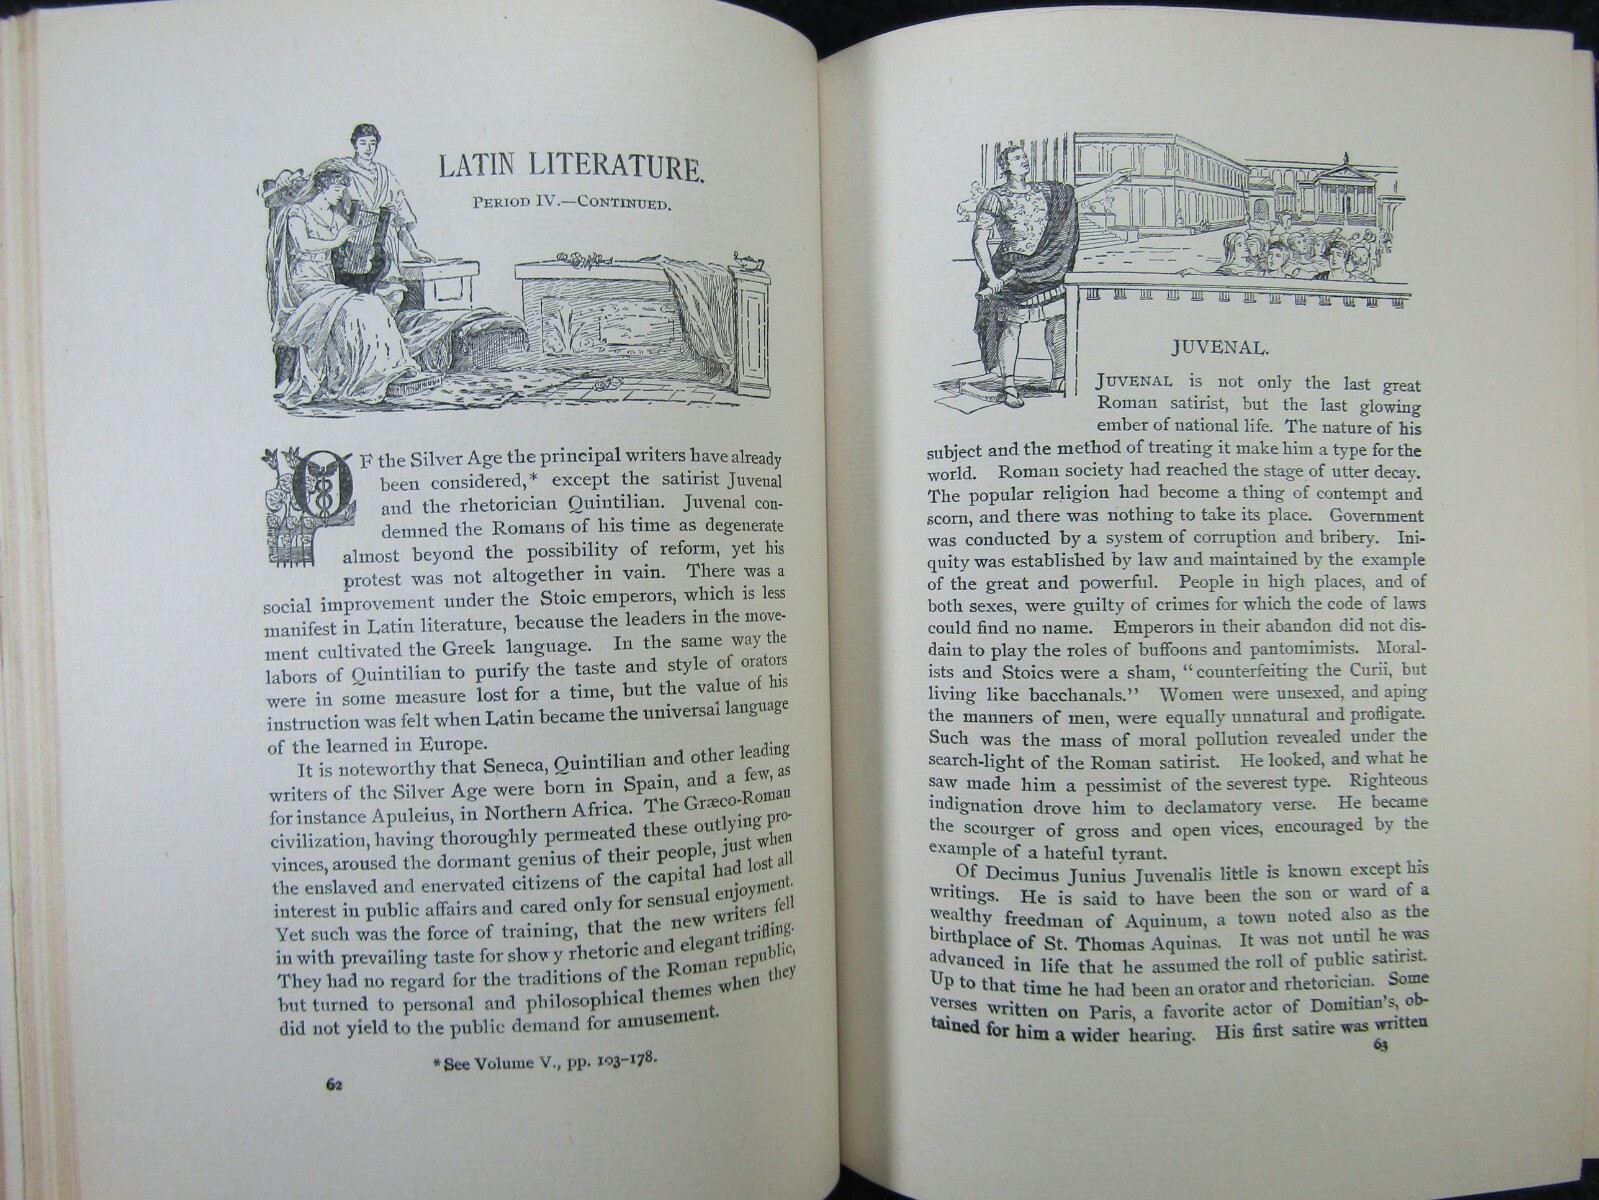 LATIN LITERATURE.
PERIOD IV.—CONTINUED.
OF the Silver Age the principal writers have already
been considered,* except the satirist Juvenal
and the rhetorician Quintilian. Juvenal con-
demned the Romans of his time as degenerate
almost beyond the possibility of reform, yet his
protest was not altogether in vain. There was a
social improvement under the Stoic emperors, which is less
manifest in Latin literature, because the leaders in the move-
ment cultivated the Greek language. In the same way the
labors of Quintilian to purify the taste and style of orators
were in some measure lost for a time, but the value of his
instruction was felt when Latin became the universal language
of the learned in Europe.
It is noteworthy that Seneca, Quintilian and other leading
writers of the Silver Age were born in Spain, and a few, as
for instance Apuleius, in Northern Africa. The Græco-Roman
civilization, having thoroughly permeated these outlying pro-
vinces, aroused the dormant genius of their people, just when
the enslaved and enervated citizens of the capital had lost all
interest in public affairs and cared only for sensual enjoyment.
Yet such was the force of training, that the new writers fell
in with prevailing taste for showy rhetoric and elegant trifling.
They had no regard for the traditions of the Roman republic,
but turned to personal and philosophical themes when they
did not yield to the public demand for amusement.
*See Volume V., pp. 103–178.
62
JUVENAL.
JUVENAL is not only the last great
Roman satirist, but the last glowing
ember of national life. The nature of his
subject and the method of treating it make him a type for the
world. Roman society had reached the stage of utter decay.
The popular religion had become a thing of contempt and
scorn, and there was nothing to take its place. Government
was conducted by a system of corruption and bribery. Ini-
quity was established by law and maintained by the example
of the great and powerful. People in high places, and of
both sexes, were guilty of crimes for which the code of laws
could find no name. Emperors in their abandon did not dis-
dain to play the roles of buffoons and pantomimists. Moral-
ists and Stoics were a sham, "counterfeiting the Curii, but
living like bacchanals." Women were unsexed, and aping
the manners of men, were equally unnatural and profligate.
Such was the mass of moral pollution revealed under the
search-light of the Roman satirist. He looked, and what he
saw made him a pessimist of the severest type. Righteous
indignation drove him to declamatory verse. He became
the scourger of gross and open vices, encouraged by the
example of a hateful tyrant.
Of Decimus Junius Juvenalis little is known except his
writings. He is said to have been the son or ward of a
wealthy freedman of Aquinum, a town noted also as the
birthplace of St. Thomas Aquinas. It was not until he was
advanced in life that he assumed the roll of public satirist.
Up to that time he had been an orator and rhetorician. Some
verses written on Paris, a favorite actor of Domitian's, ob-
tained for him a wider hearing. His first satire was written
63